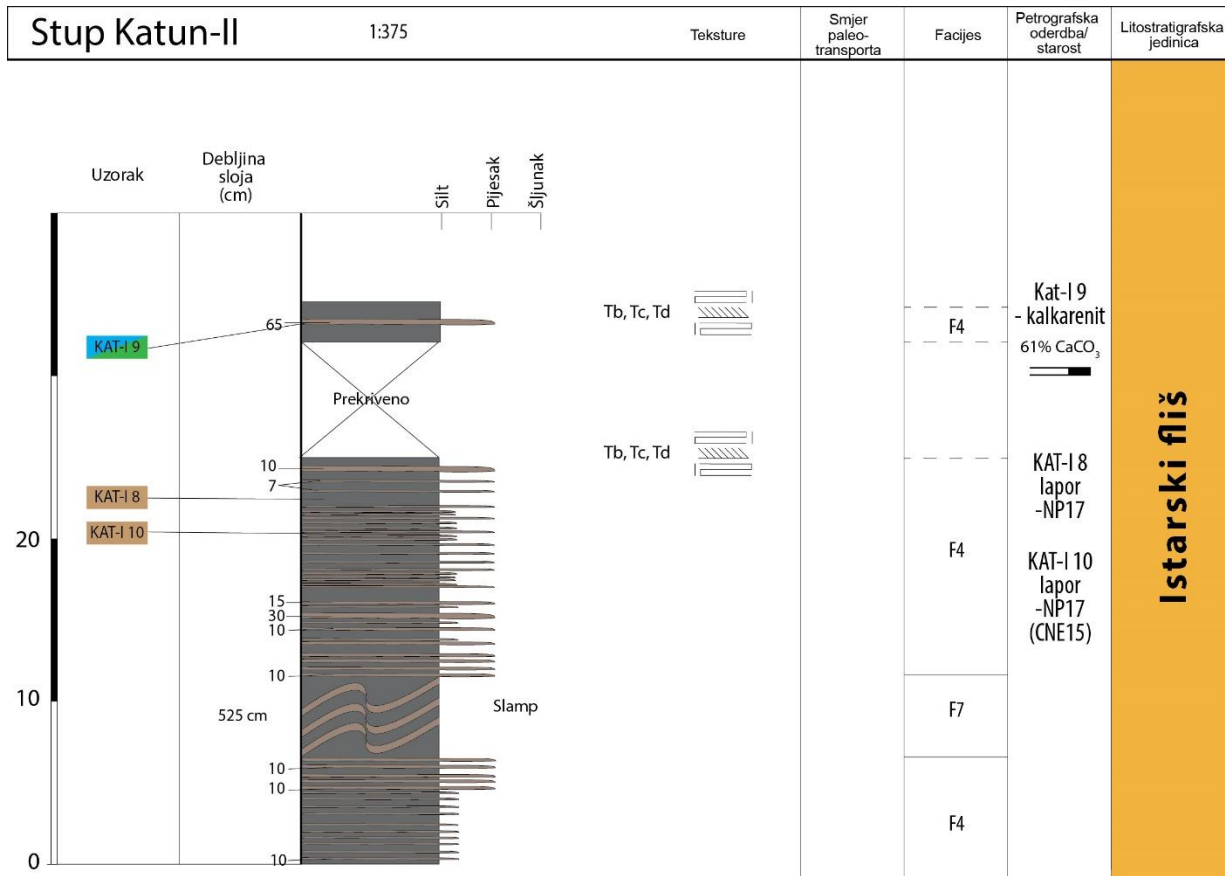 Stup Katun-II
1:375
Teksture
Smjer
paleo-
transporta
Facijes
Petrografska
oderdba/
starost
Litostratigrafska
jedinica
Uzorak
Debljina
sloja
(cm)
Silt
Pijesak
Šljunak
65
KAT-I 9
Tb, Tc, Td
F4
Kat-I 9
- kalkarenit
61% CaCO₃
Prekriveno
Tb, Tc, Td
10
7
KAT-I 8
KAT-I 10
20
15
30
10
10
F4
KAT-I 8
lapor
-NP17
KAT-I 10
lapor
-NP17
(CNE15)
Istarski fliš
10
525 cm
Slamp
F7
10
10
F4
10
0